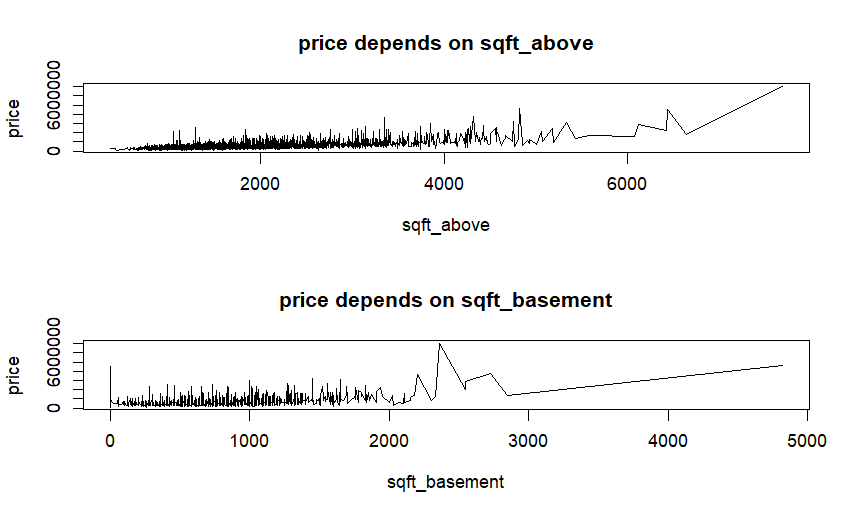 price depends on sqft_above
price
0 6000000
2000 4000 6000
sqft_above
price depends on sqft_basement
price
0 6000000
0 1000 2000 3000 4000 5000
sqft_basement